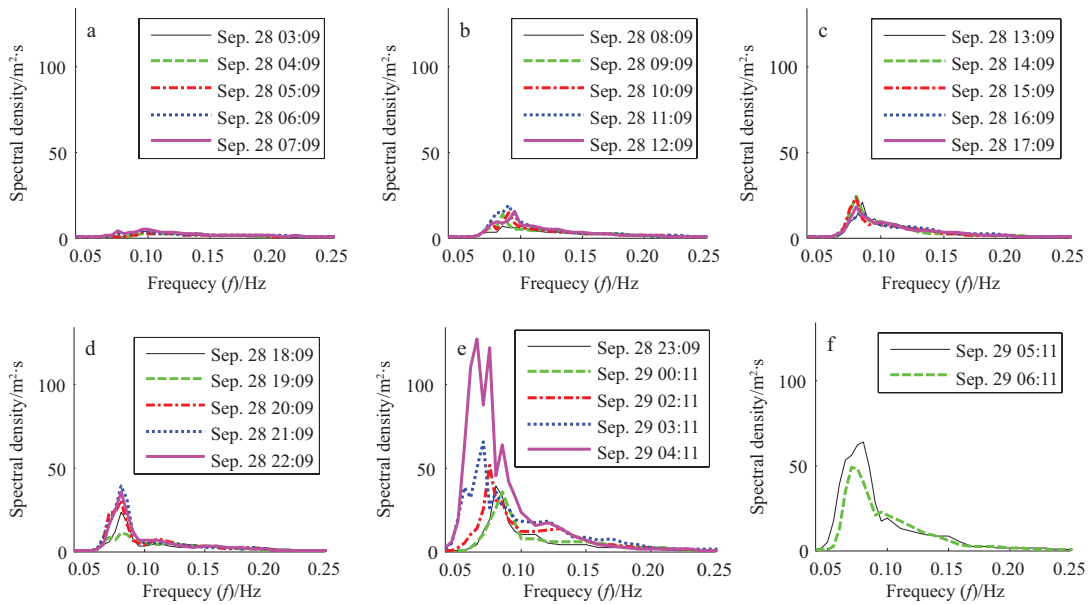 a
Sep. 28 03:09
Sep. 28 04:09
Sep. 28 05:09
Sep. 28 06:09
Sep. 28 07:09
Spectral density/m²·s
100
50
0
0.05 0.10 0.15 0.20 0.25
Frequecy (f)/Hz
b
Sep. 28 08:09
Sep. 28 09:09
Sep. 28 10:09
Sep. 28 11:09
Sep. 28 12:09
Spectral density/m²·s
100
50
0
0.05 0.10 0.15 0.20 0.25
Frequecy (f)/Hz
c
Sep. 28 13:09
Sep. 28 14:09
Sep. 28 15:09
Sep. 28 16:09
Sep. 28 17:09
Spectral density/m²·s
100
50
0
0.05 0.10 0.15 0.20 0.25
Frequecy (f)/Hz
d
Sep. 28 18:09
Sep. 28 19:09
Sep. 28 20:09
Sep. 28 21:09
Sep. 28 22:09
Spectral density/m²·s
100
50
0
0.05 0.10 0.15 0.20 0.25
Frequecy (f)/Hz
e
Sep. 28 23:09
Sep. 29 00:11
Sep. 29 02:11
Sep. 29 03:11
Sep. 29 04:11
Spectral density/m²·s
100
50
0
0.05 0.10 0.15 0.20 0.25
Frequecy (f)/Hz
f
Sep. 29 05:11
Sep. 29 06:11
Spectral density/m²·s
100
50
0
0.05 0.10 0.15 0.20 0.25
Frequecy (f)/Hz